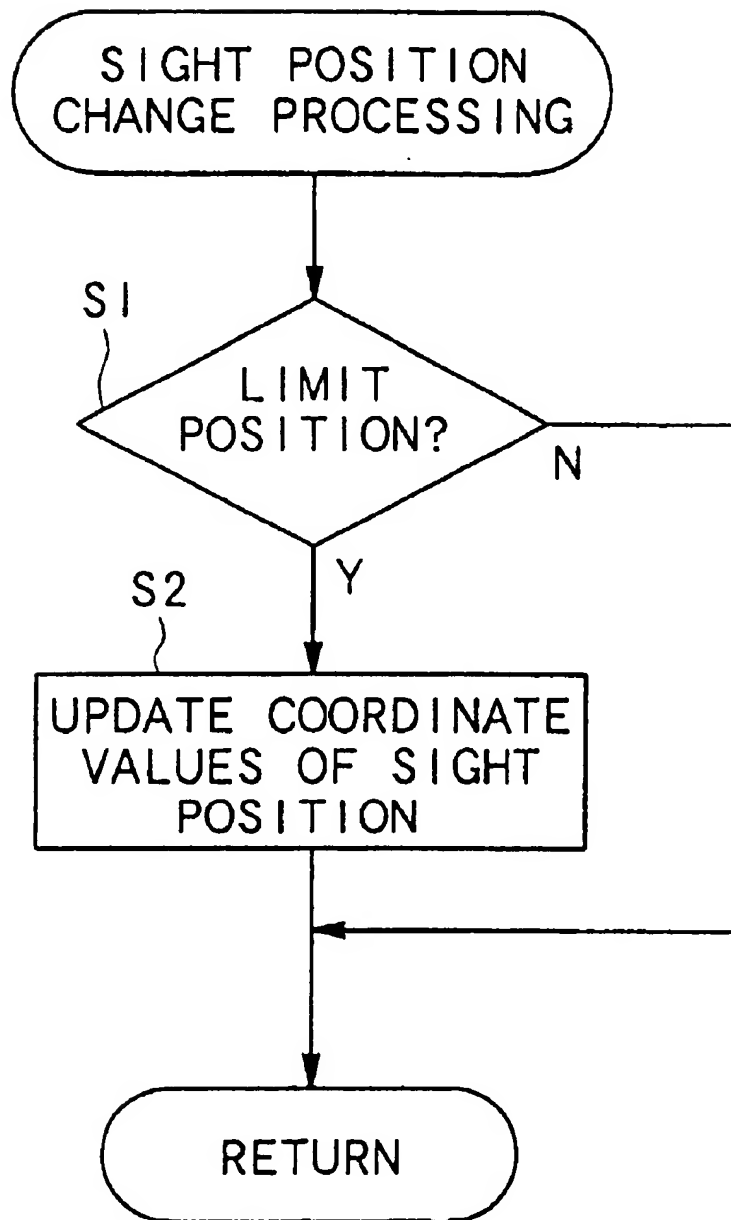 SIGHT POSITION
CHANGE PROCESSING
S1
LIMIT
POSITION?
N
Y
S2
UPDATE COORDINATE
VALUES OF SIGHT
POSITION
RETURN